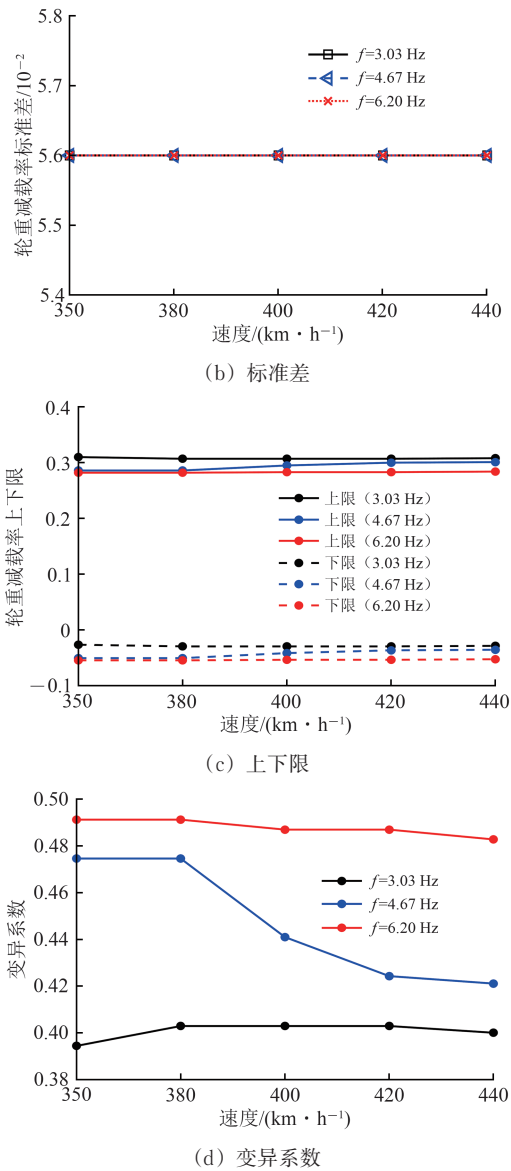 5.8
5.7
5.6
5.5
5.4
轮重减载率标准差/10⁻²
f=3.03 Hz
f=4.67 Hz
f=6.20 Hz
350 380 400 420 440
速度/(km·h⁻¹)
(b) 标准差
0.4
0.3
0.2
0.1
0
−0.1
轮重减载率上下限
上限（3.03 Hz）
上限（4.67 Hz）
上限（6.20 Hz）
下限（3.03 Hz）
下限（4.67 Hz）
下限（6.20 Hz）
350 380 400 420 440
速度/(km·h⁻¹)
(c) 上下限
0.50
0.48
0.46
0.44
0.42
0.40
0.38
变异系数
f=3.03 Hz
f=4.67 Hz
f=6.20 Hz
350 380 400 420 440
速度/(km·h⁻¹)
(d) 变异系数